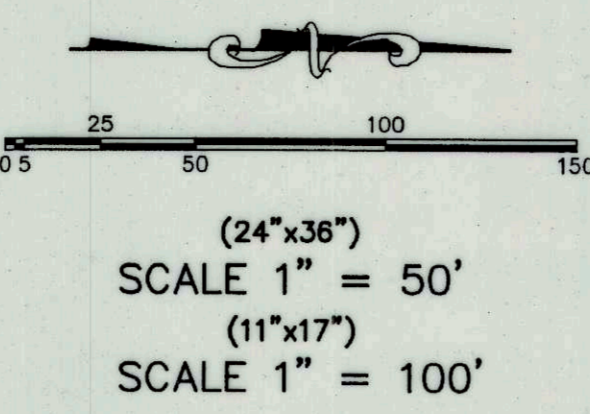 25 100
0 5 50 150
(24"x36")
SCALE 1" = 50'
(11"x17")
SCALE 1" = 100'